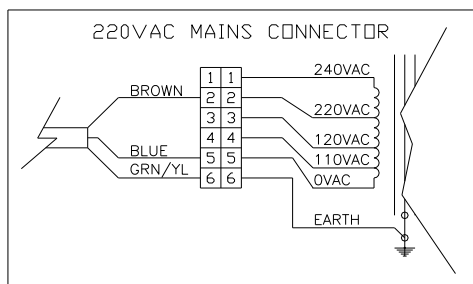 220VAC MAINS CONNECTOR
240VAC
1 1
BROWN
2 2
220VAC
3 3
120VAC
4 4
110VAC
BLUE
5 5
0VAC
GRN/YL
6 6
EARTH